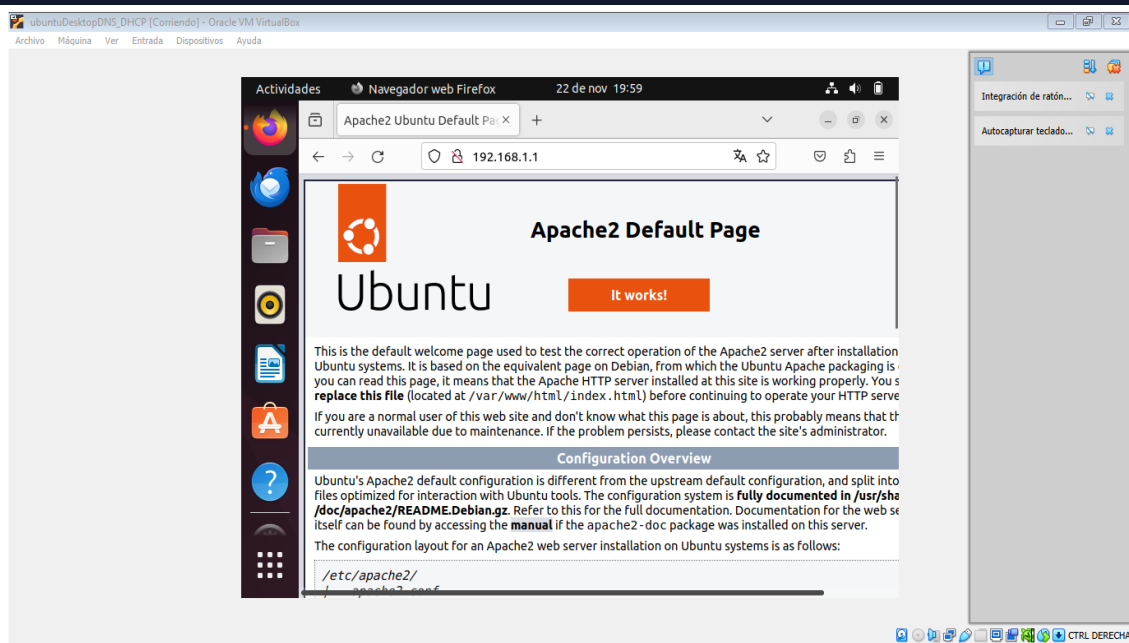 ubuntuDesktopDNS_DHCP [Corriendo] - Oracle VM VirtualBox
Archivo Máquina Ver Entrada Dispositivos Ayuda
Integración de ratón...
Autocapturar teclado...
Actividades Navegador web Firefox 22 de nov 19:59
Apache2 Ubuntu Default Pag
192.168.1.1
Ubuntu
Apache2 Default Page
It works!
This is the default welcome page used to test the correct operation of the Apache2 server after installation
Ubuntu systems. It is based on the equivalent page on Debian, from which the Ubuntu Apache packaging is
you can read this page, it means that the Apache HTTP server installed at this site is working properly. You s
replace this file (located at /var/www/html/index.html) before continuing to operate your HTTP serve
If you are a normal user of this web site and don't know what this page is about, this probably means that th
currently unavailable due to maintenance. If the problem persists, please contact the site's administrator.
Configuration Overview
Ubuntu's Apache2 default configuration is different from the upstream default configuration, and split into
files optimized for interaction with Ubuntu tools. The configuration system is fully documented in /usr/sha
/doc/apache2/README.Debian.gz. Refer to this for the full documentation. Documentation for the web se
itself can be found by accessing the manual if the apache2-doc package was installed on this server.
The configuration layout for an Apache2 web server installation on Ubuntu systems is as follows:
/etc/apache2/
|-- apache2.conf
CTRL DERECHA